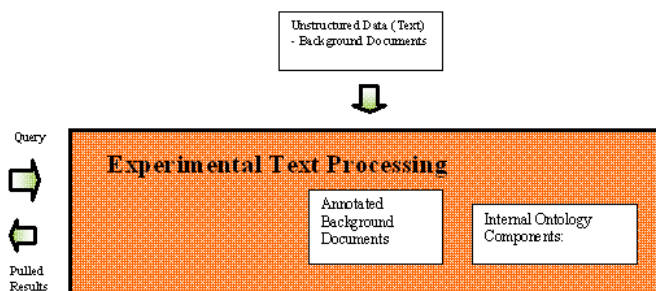 Unstructured Data (Text)
- Background Documents
Query
Experimental Text Processing
Annotated
Background
Documents
Internal Ontology
Components:
Pulled
Results